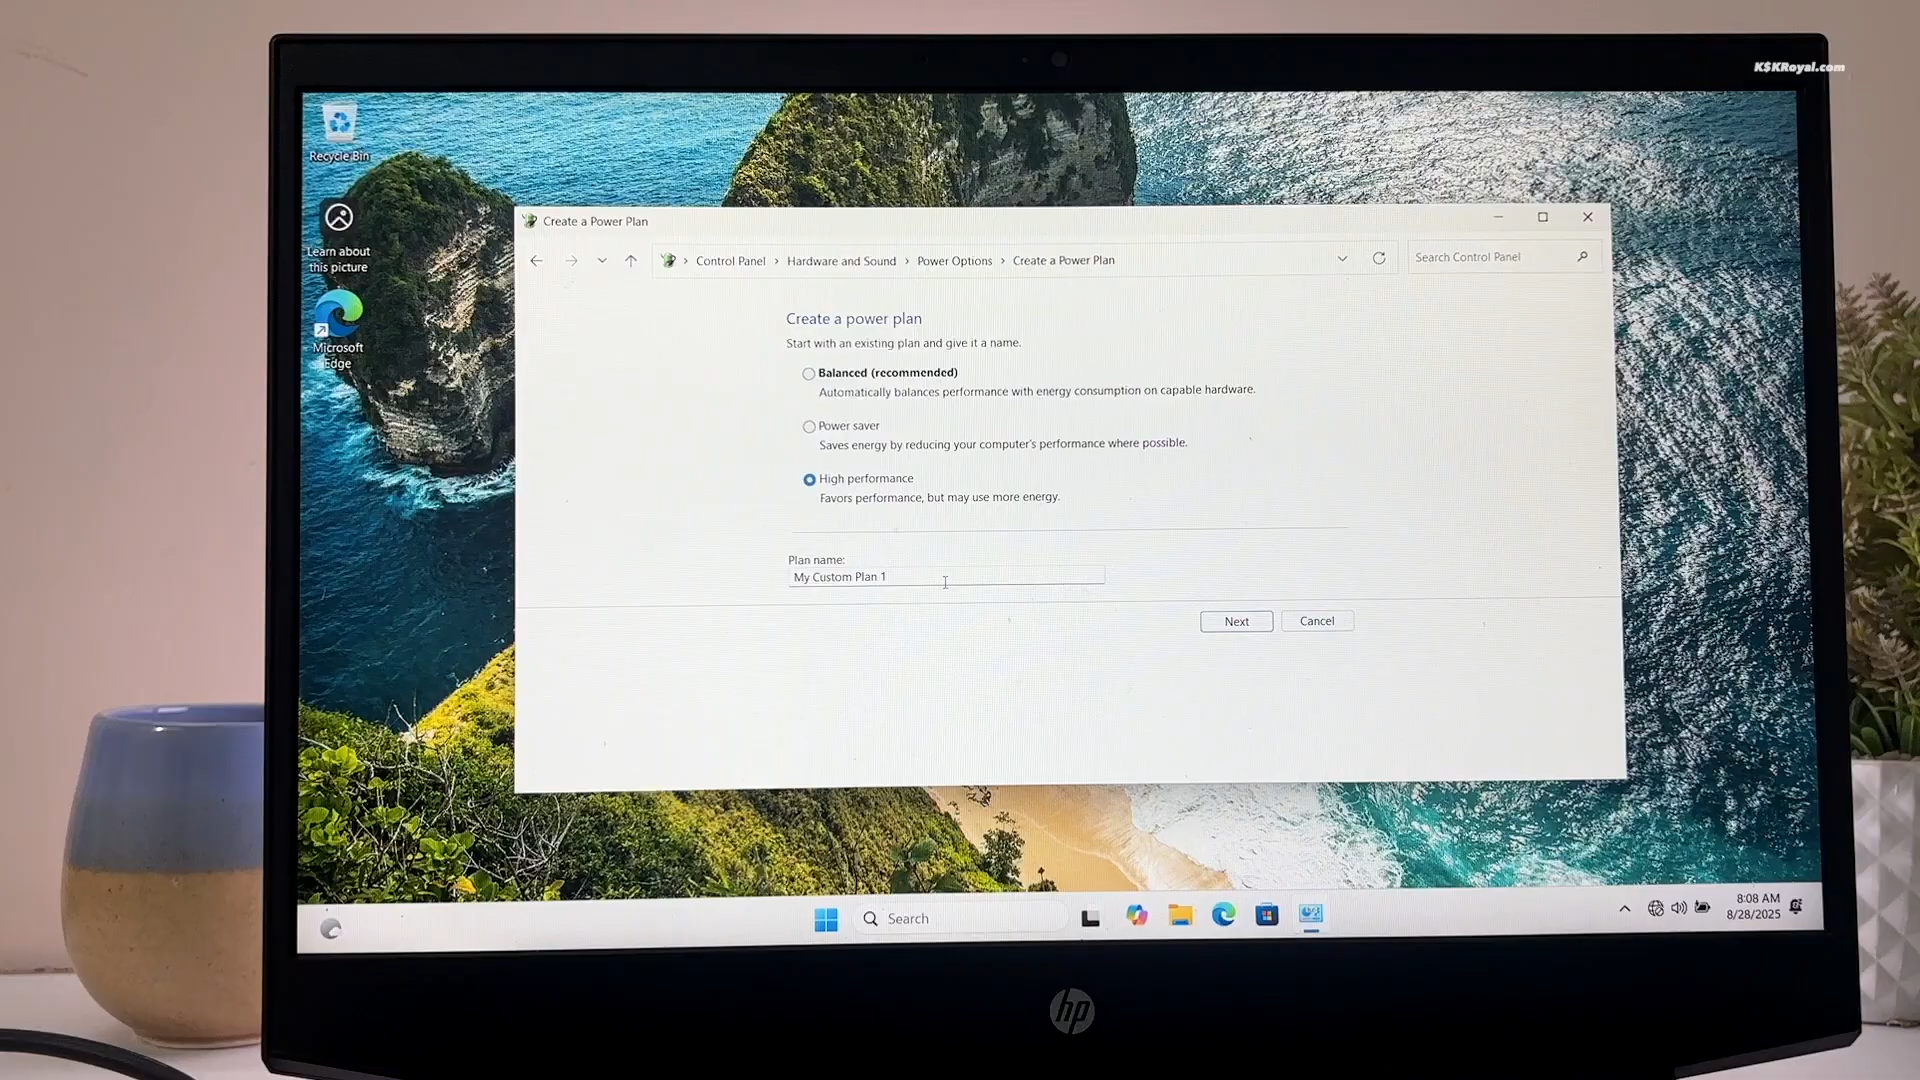 K$KRoyal.com
Recycle Bin
Learn about
this picture
Microsoft
Edge
Create a Power Plan
Control Panel > Hardware and Sound > Power Options > Create a Power Plan
Search Control Panel
Create a power plan
Start with an existing plan and give it a name.
Balanced (recommended)
Automatically balances performance with energy consumption on capable hardware.
Power saver
Saves energy by reducing your computer's performance where possible.
High performance
Favors performance, but may use more energy.
Plan name:
My Custom Plan 1
Next
Cancel
Search
8:08 AM
8/28/2025
hp